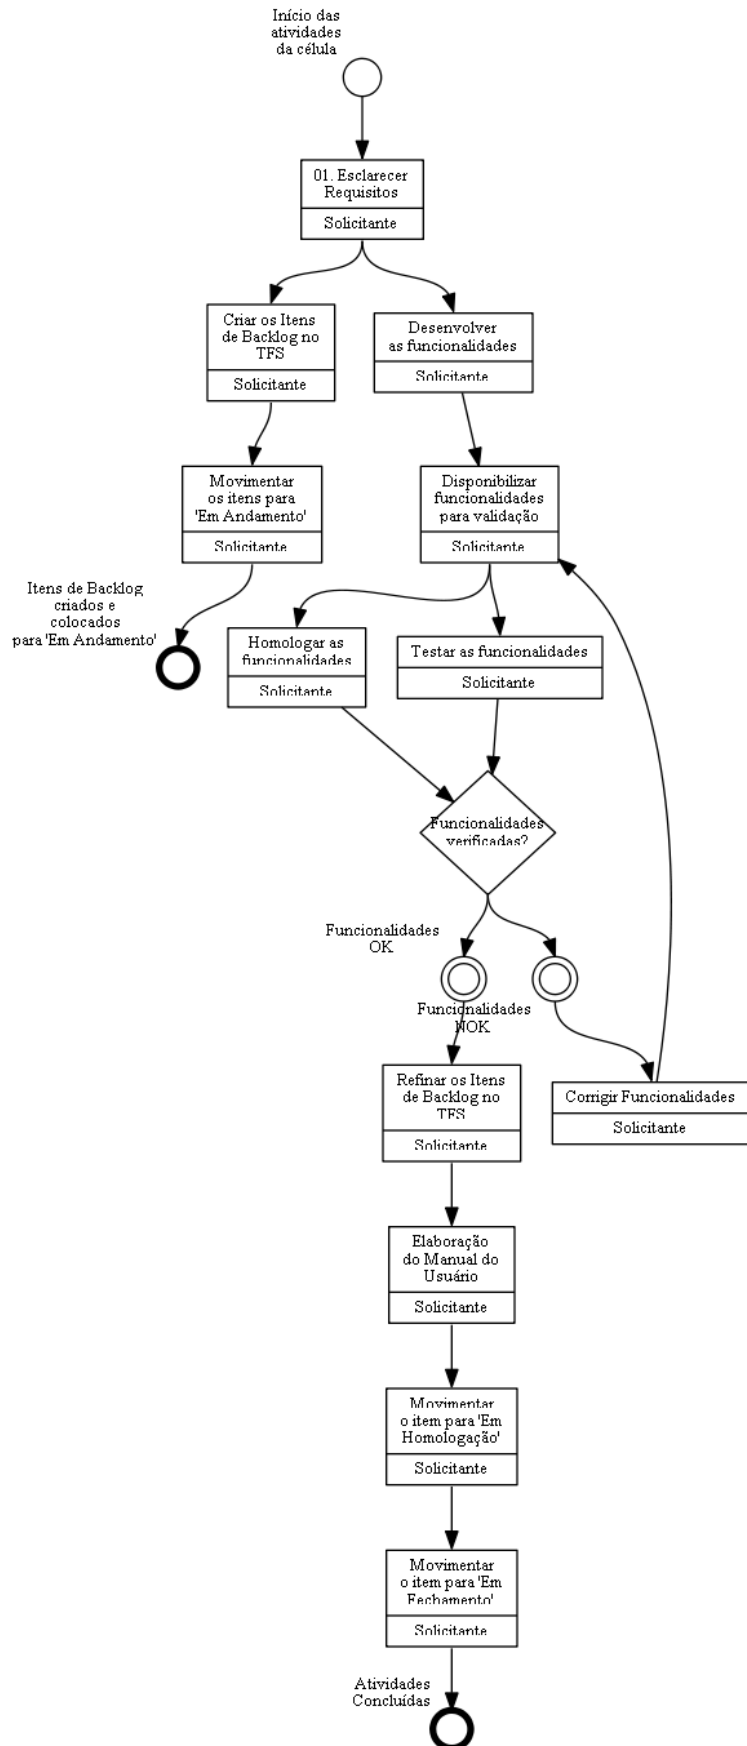 Início das
atividades
da célula
01. Esclarecer
Requisitos
Solicitante
Criar os Itens
de Backlog no
TFS
Solicitante
Desenvolver
as funcionalidades
Solicitante
Movimentar
os itens para
'Em Andamento'
Solicitante
Disponibilizar
funcionalidades
para validação
Solicitante
Itens de Backlog
criados e
colocados
para 'Em Andamento'
Homologar as
funcionalidades
Solicitante
Testar as funcionalidades
Solicitante
Funcionalidades
verificadas?
Funcionalidades
OK
Funcionalidades
NOK
Refinar os Itens
de Backlog no
TFS
Solicitante
Corrigir Funcionalidades
Solicitante
Elaboração
do Manual do
Usuário
Solicitante
Movimentar
o item para 'Em
Homologação'
Solicitante
Movimentar
o item para 'Em
Fechamento'
Solicitante
Atividades
Concluídas